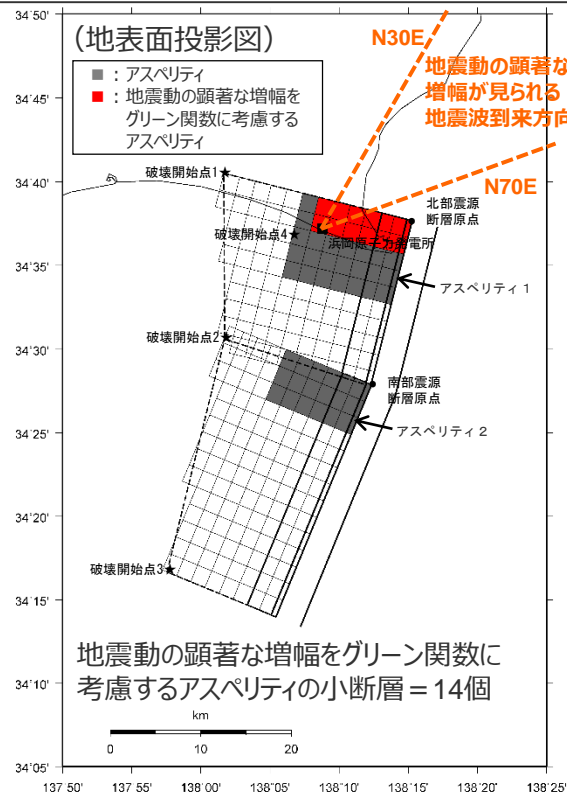 34°50'
(地表面投影図)
N30E
■ : アスペリティ
■ : 地震動の顕著な増幅を
グリーン関数に考慮する
アスペリティ
地震動の顕著な
増幅が見られる
地震波到来方向
34°45'
破壊開始点1★
34°40'
N70E
北部震源
断層原点
破壊開始点4★
浜岡原子力発電所
34°35'
アスペリティ1
破壊開始点2★
34°30'
南部震源
断層原点
34°25'
アスペリティ2
34°20'
破壊開始点3★
34°15'
地震動の顕著な増幅をグリーン関数に
考慮するアスペリティの小断層=14個
34°10'
km
0 10 20
34°05'
137°50' 137°55' 138°00' 138°05' 138°10' 138°15' 138°20' 138°25'